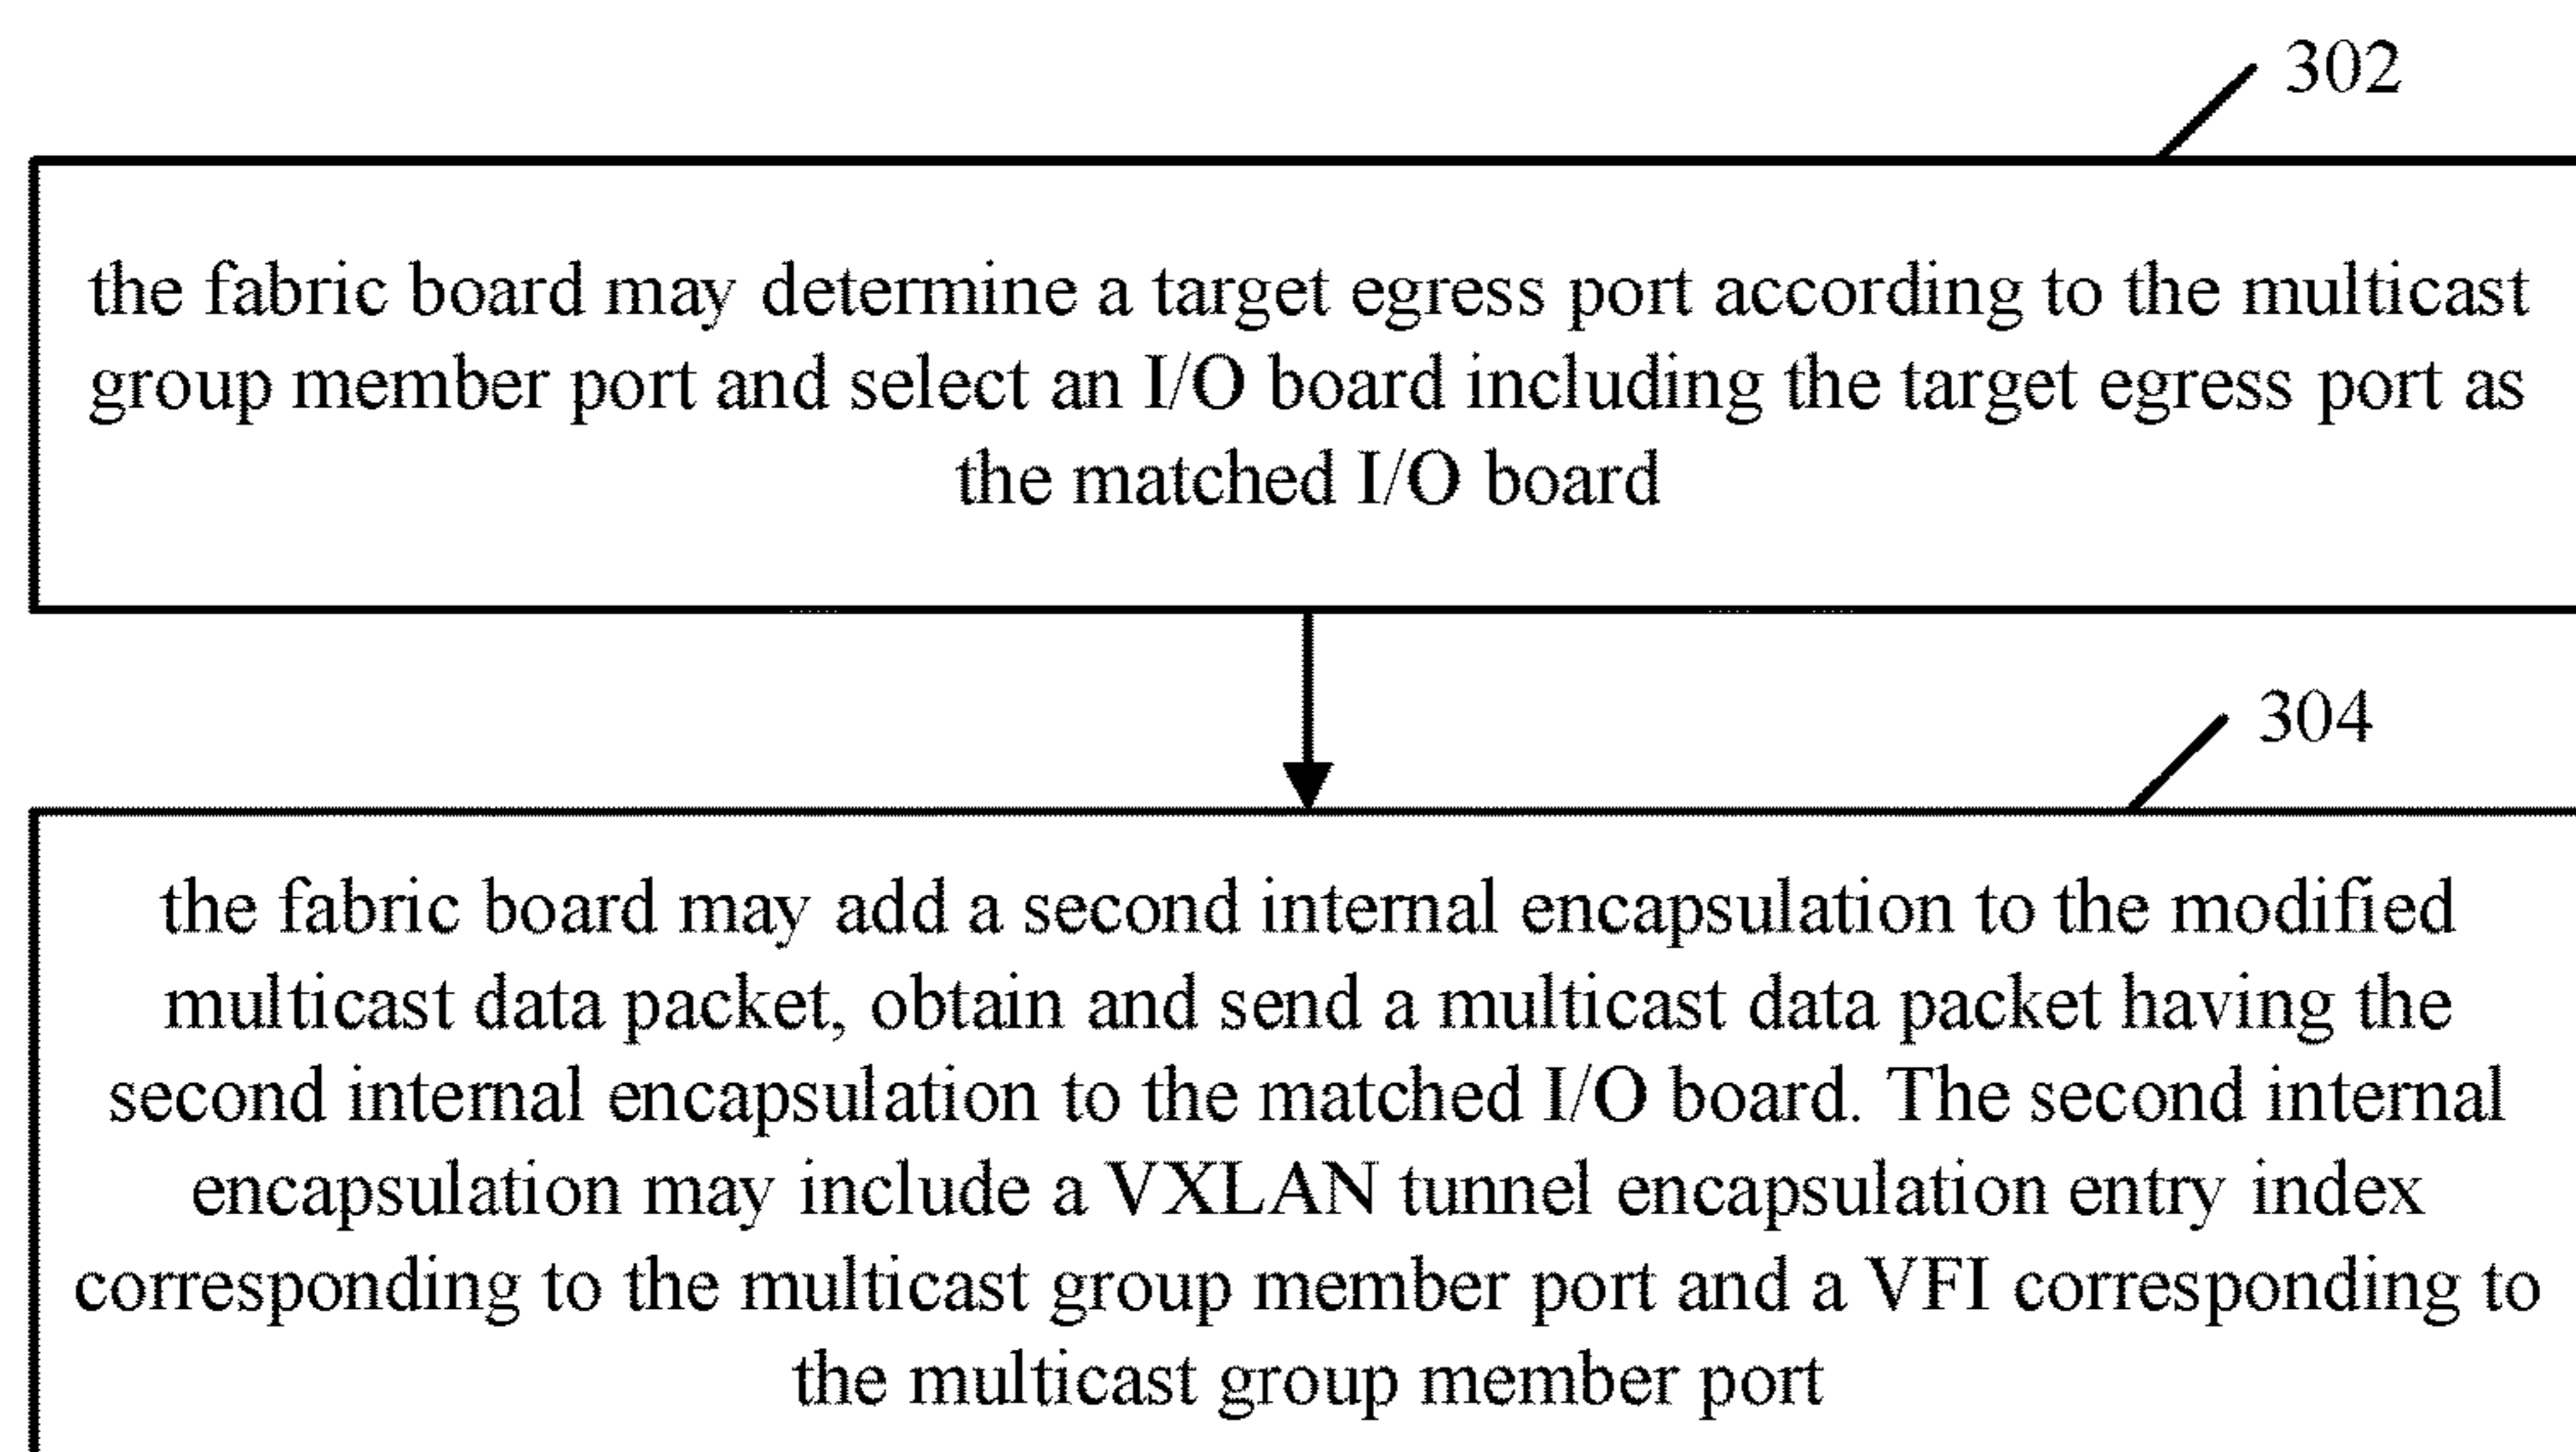 302
the fabric board may determine a target egress port according to the multicast
group member port and select an I/O board including the target egress port as
the matched I/O board
304
the fabric board may add a second internal encapsulation to the modified
multicast data packet, obtain and send a multicast data packet having the
second internal encapsulation to the matched I/O board. The second internal
encapsulation may include a VXLAN tunnel encapsulation entry index
corresponding to the multicast group member port and a VFI corresponding to
the multicast group member port